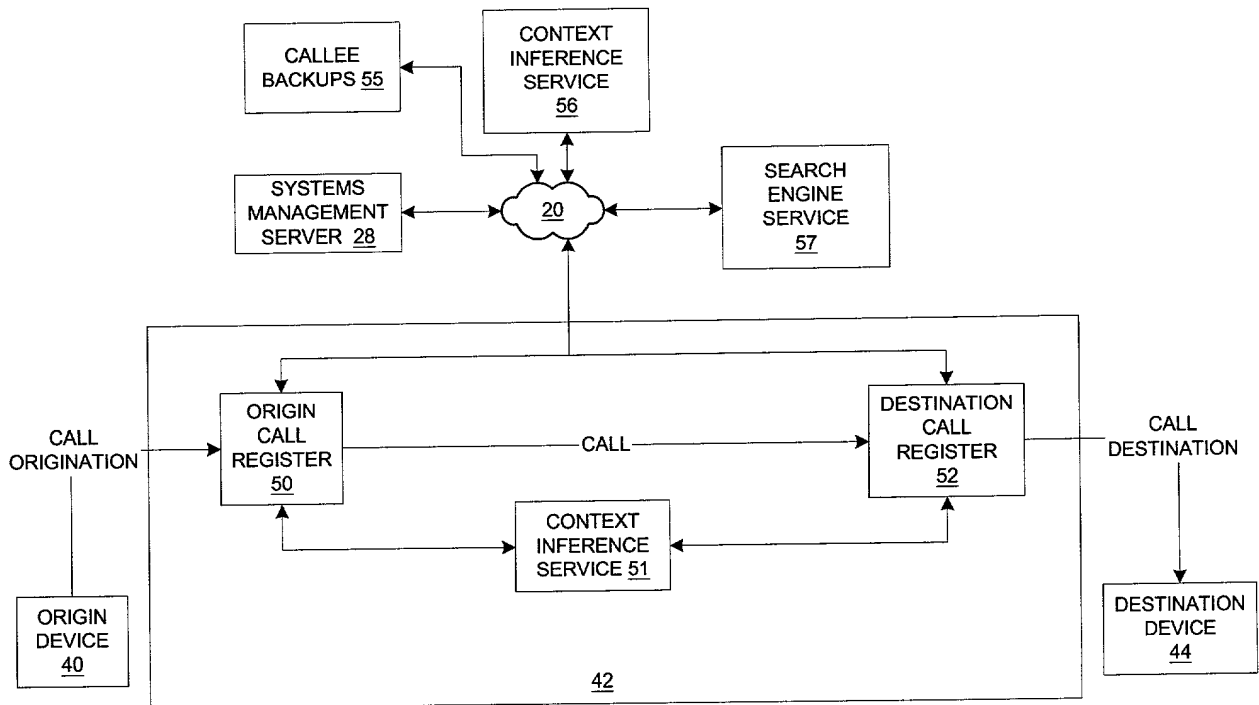 CALLEE
BACKUPS 55
CONTEXT
INFERENCE
SERVICE
56
SYSTEMS
MANAGEMENT
SERVER 28
20
SEARCH
ENGINE
SERVICE
57
CALL
ORIGINATION
ORIGIN
CALL
REGISTER
50
CALL
DESTINATION
CALL
REGISTER
52
CALL
DESTINATION
CONTEXT
INFERENCE
SERVICE 51
ORIGIN
DEVICE
40
DESTINATION
DEVICE
44
42